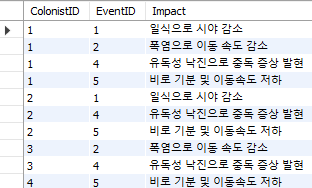 ColonistID EventID Impact
1 1 일식으로 시야 감소
1 2 폭염으로 이동 속도 감소
1 4 유독성 낙진으로 중독 증상 발현
1 5 비로 기분 및 이동속도 저하
2 1 일식으로 시야 감소
2 4 유독성 낙진으로 중독 증상 발현
2 5 비로 기분 및 이동속도 저하
3 2 폭염으로 이동 속도 감소
3 4 유독성 낙진으로 중독 증상 발현
4 5 비로 기분 및 이동속도 저하